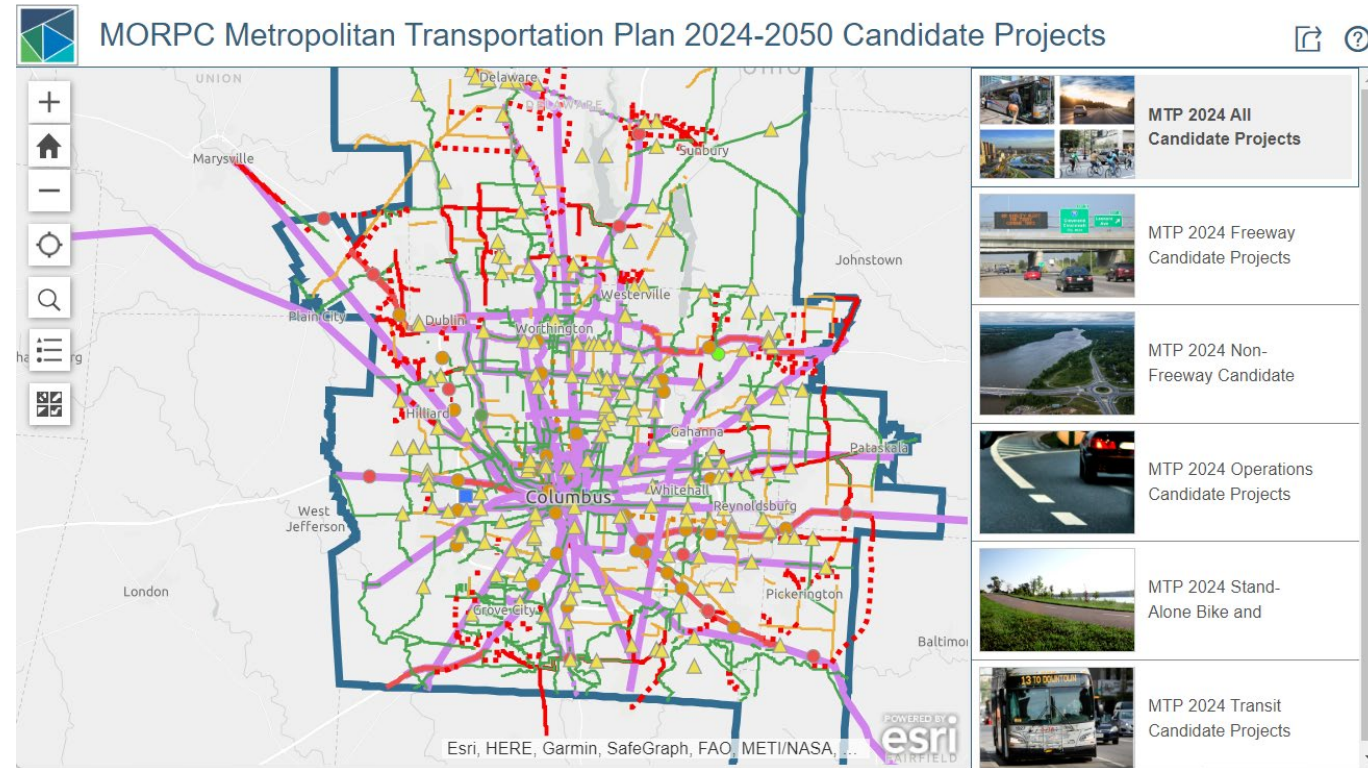 MORPC Metropolitan Transportation Plan 2024-2050 Candidate Projects
UNION
Delaware
DELAWARE
OHIO
Marysville
Sunbury
Johnstown
Plain City
Dublin
Westerville
Worthington
Hilliard
Gahanna
Pataskala
Columbus
Whitehall
Reynoldsburg
West
Jefferson
London
Grove City
Pickerington
Baltimor
Esri, HERE, Garmin, SafeGraph, FAO, METI/NASA, ...
POWERED BY
esri
FAIRFIELD
MTP 2024 All
Candidate Projects
MTP 2024 Freeway
Candidate Projects
MTP 2024 Non-
Freeway Candidate
MTP 2024 Operations
Candidate Projects
MTP 2024 Stand-
Alone Bike and
13 TO DOWNTOWN
MTP 2024 Transit
Candidate Projects